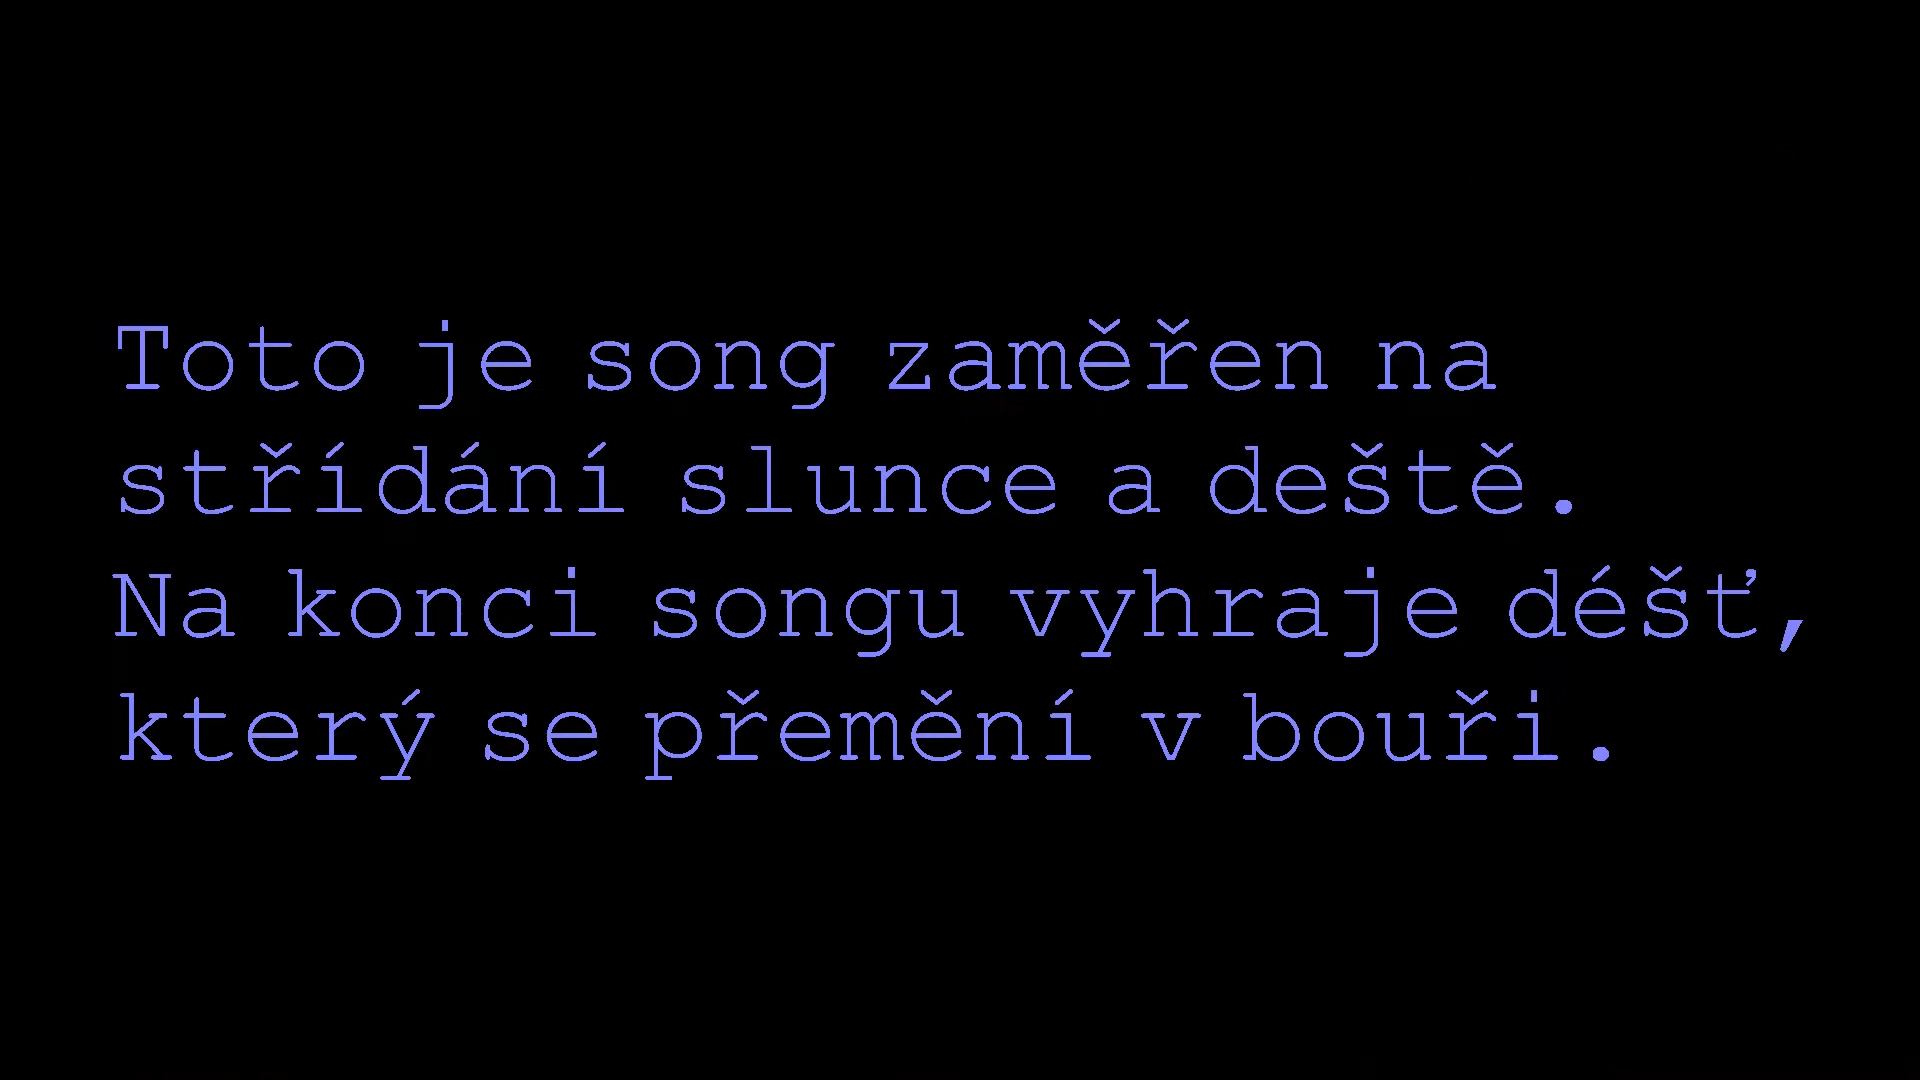 Toto je song zaměřen na
střídání slunce a deště.
Na konci songu vyhraje déšť,
který se přemění v bouři.